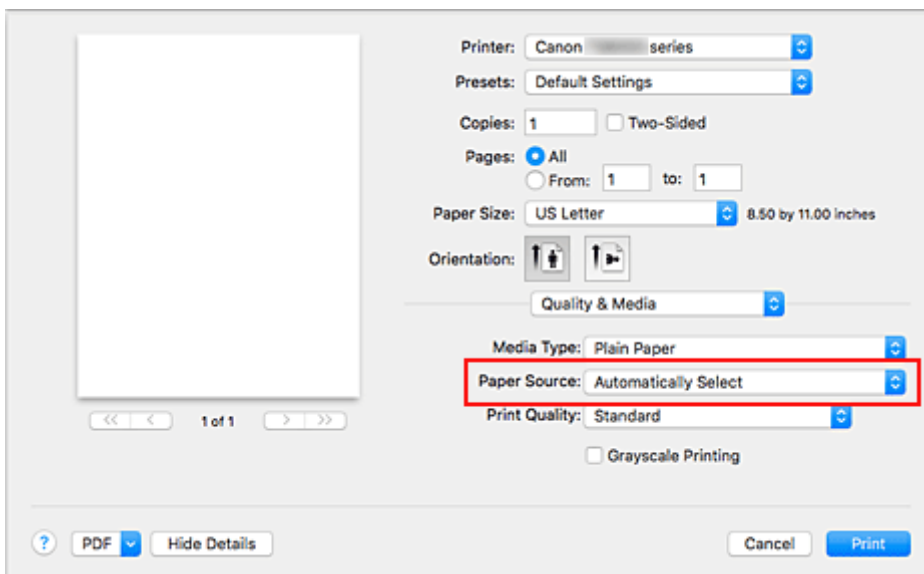 Printer: Canon series
Presets: Default Settings
Copies: 1 Two-Sided
Pages: All
From: 1 to: 1
Paper Size: US Letter 8.50 by 11.00 inches
Orientation:
Quality & Media
Media Type: Plain Paper
Paper Source: Automatically Select
Print Quality: Standard
Grayscale Printing
<< < 1 of 1 > >>
? PDF Hide Details Cancel Print